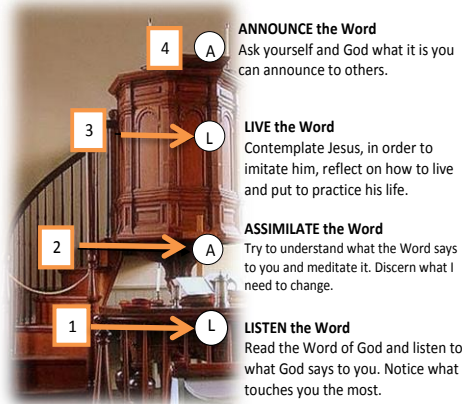 4
A
ANNOUNCE the Word
Ask yourself and God what it is you
can announce to others.
3
L
LIVE the Word
Contemplate Jesus, in order to
imitate him, reflect on how to live
and put to practice his life.
2
A
ASSIMILATE the Word
Try to understand what the Word says
to you and meditate it. Discern what I
need to change.
1
L
LISTEN the Word
Read the Word of God and listen to
what God says to you. Notice what
touches you the most.